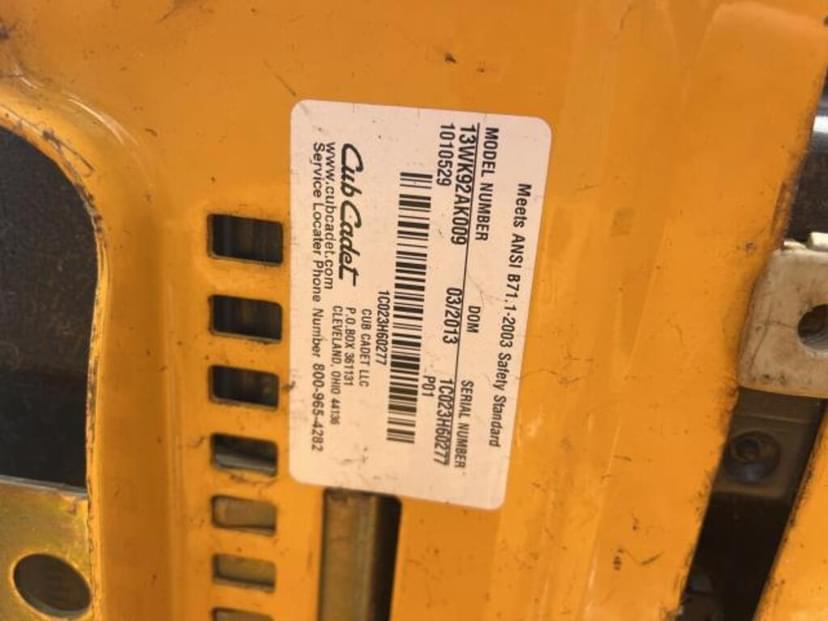 Meets ANSI B71.1-2003 Safety Standard
MODEL NUMBER DOM SERIAL NUMBER
13WK92AK009 03/2013 1C023H60277
1010529 P01
1C023H60277
Cub Cadet
CUB CADET LLC
P.O.BOX 361131
CLEVELAND, OHIO 44136
www.cubcadet.com
Service Locater Phone Number 800-965-4282